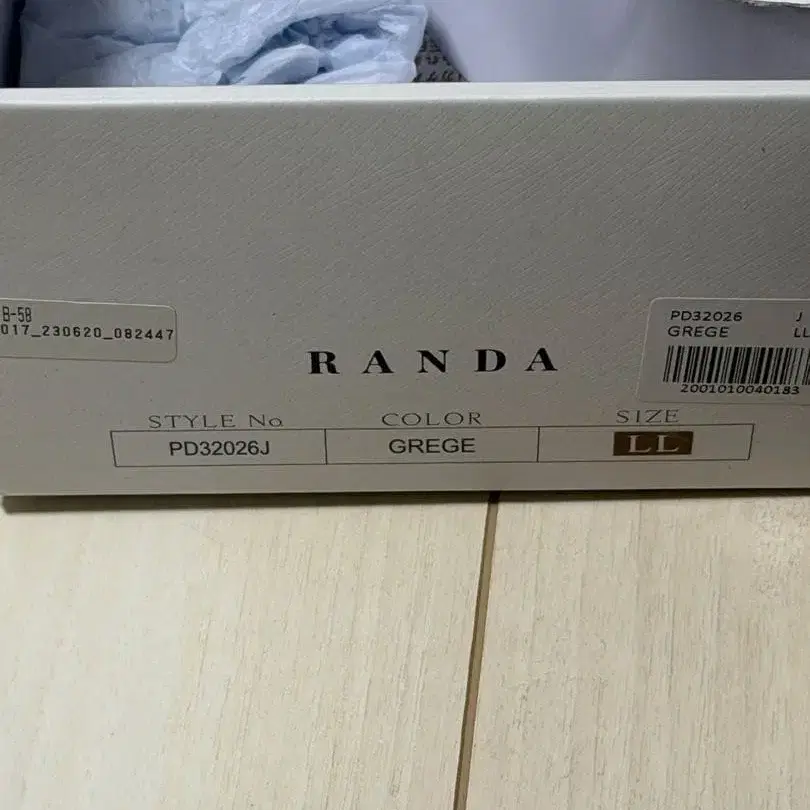 B-58
017_230620_082447
RANDA
PD32026 J
GREGE LL
2001010040183
STYLE No COLOR SIZE
PD32026J GREGE LL